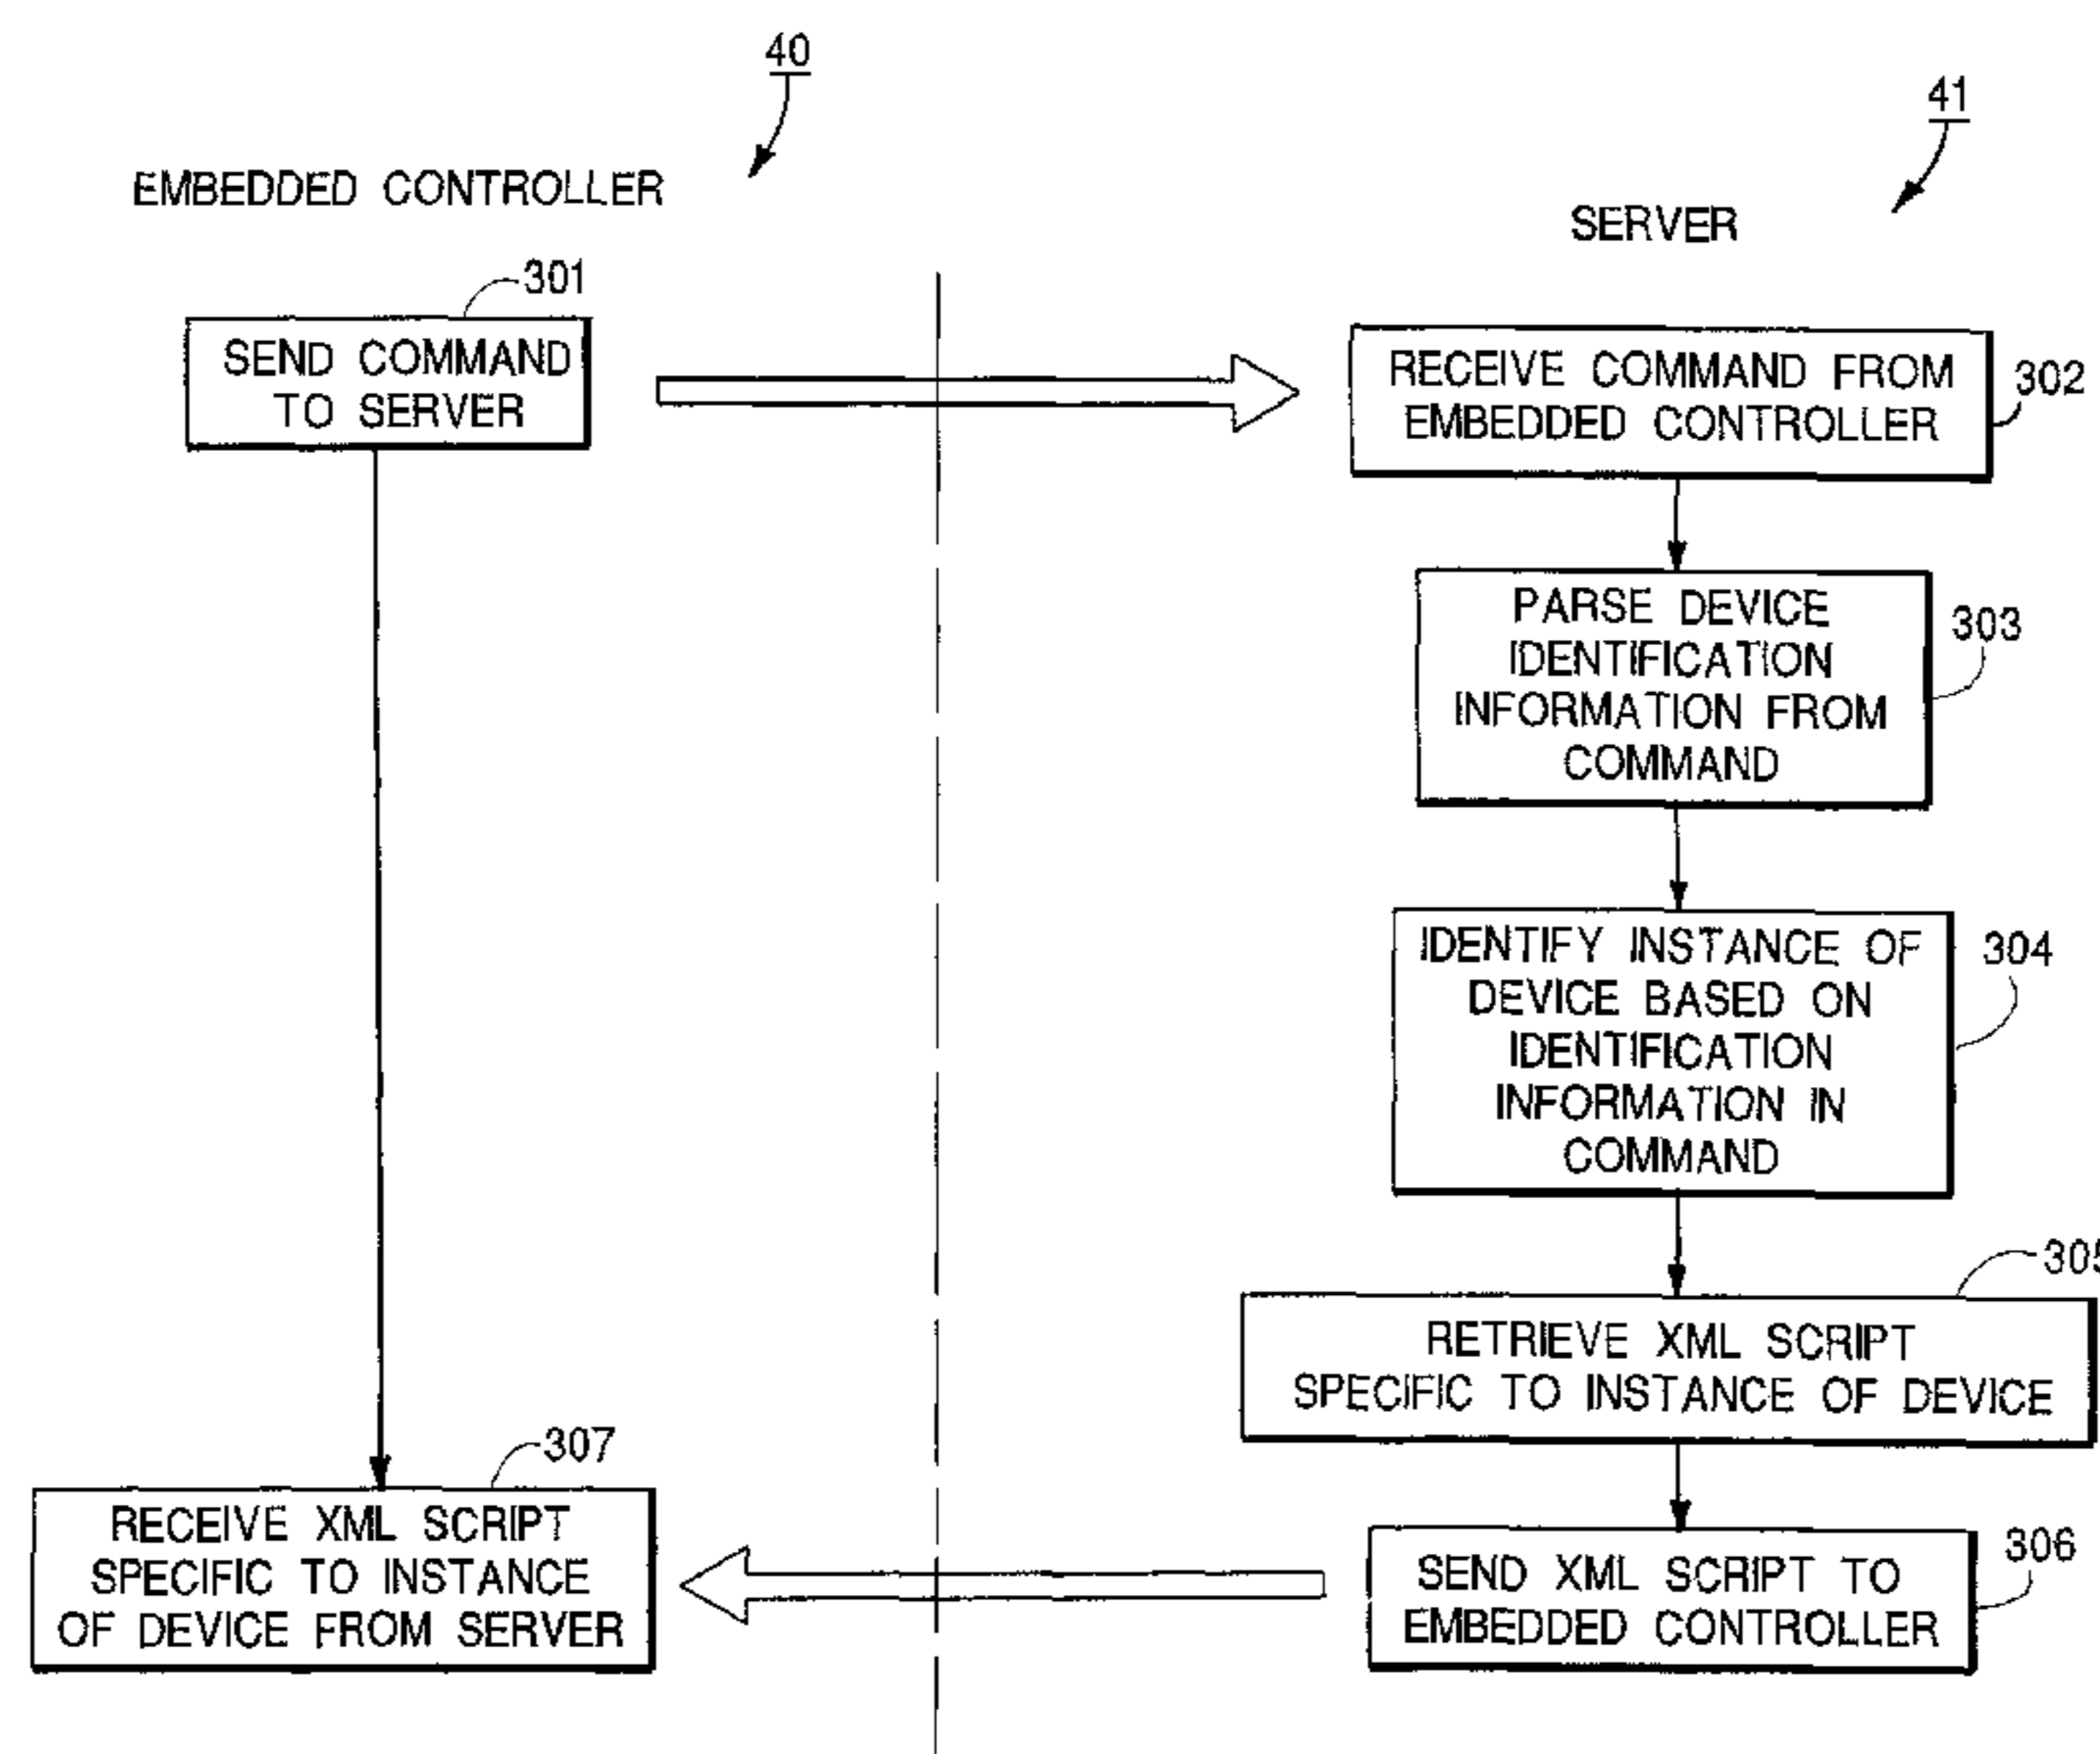 40
EMBEDDED CONTROLLER
41
SERVER
301
SEND COMMAND
TO SERVER
RECEIVE COMMAND FROM
EMBEDDED CONTROLLER
302
PARSE DEVICE
IDENTIFICATION
INFORMATION FROM
COMMAND
303
IDENTIFY INSTANCE OF
DEVICE BASED ON
IDENTIFICATION
INFORMATION IN
COMMAND
304
305
RETRIEVE XML SCRIPT
SPECIFIC TO INSTANCE OF DEVICE
307
RECEIVE XML SCRIPT
SPECIFIC TO INSTANCE
OF DEVICE FROM SERVER
SEND XML SCRIPT TO
EMBEDDED CONTROLLER
306